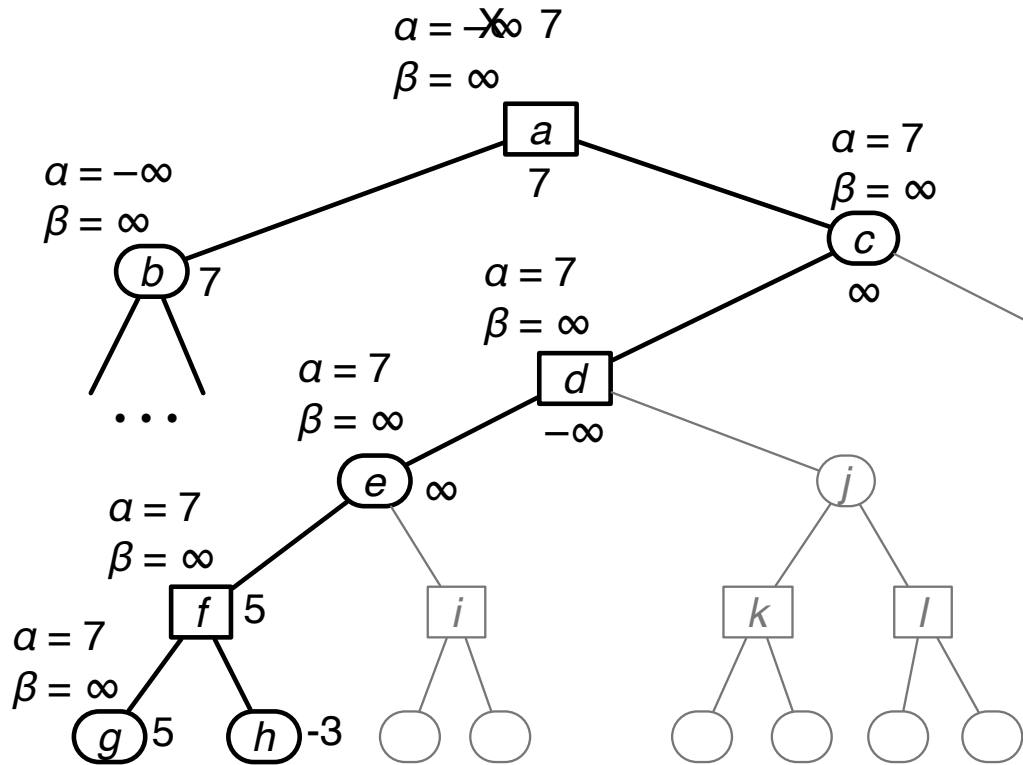 α = −∞ X 7
β = ∞
a
7
α = 7
β = ∞
c
∞
α = −∞
β = ∞
b
7
α = 7
β = ∞
d
−∞
α = 7
β = ∞
e
∞
...
j
α = 7
β = ∞
f
5
i
k
l
α = 7
β = ∞
g
5
h
-3